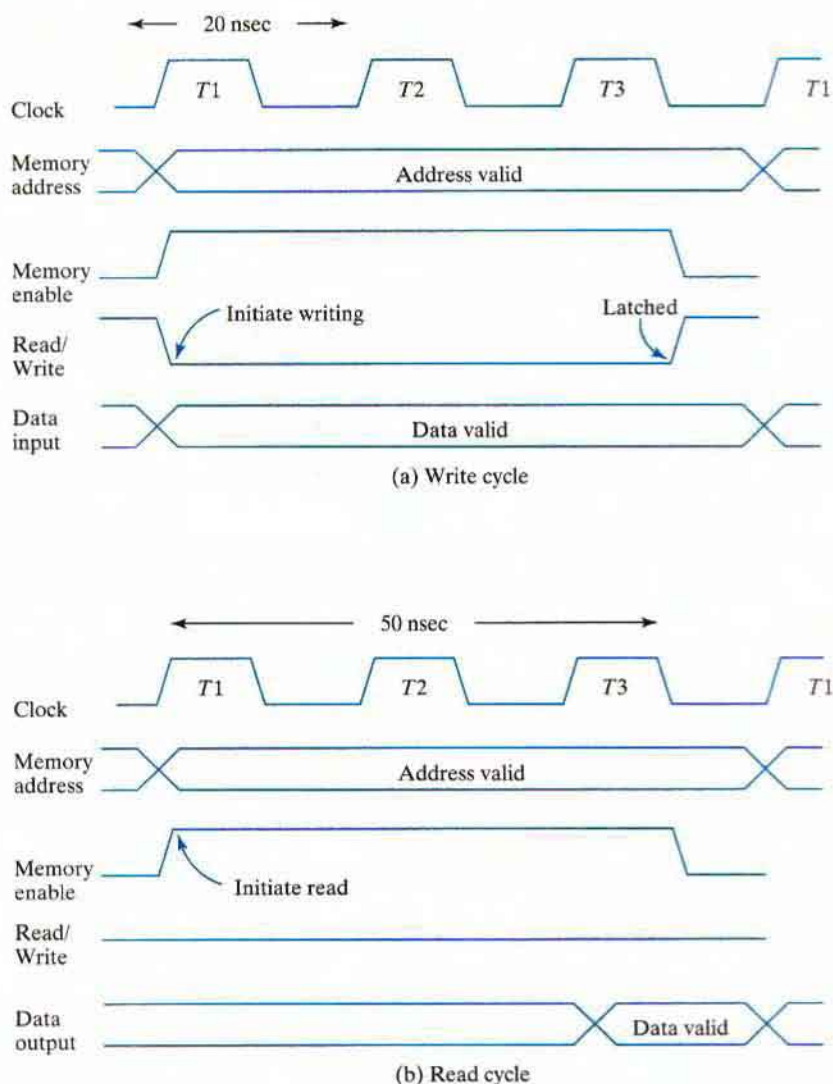 20 nsec
Clock
T1
T2
T3
T1
Memory
address
Address valid
Memory
enable
Initiate writing
Latched
Read/
Write
Data
input
Data valid
(a) Write cycle
50 nsec
Clock
T1
T2
T3
T1
Memory
address
Address valid
Memory
enable
Initiate read
Read/
Write
Data
output
Data valid
(b) Read cycle